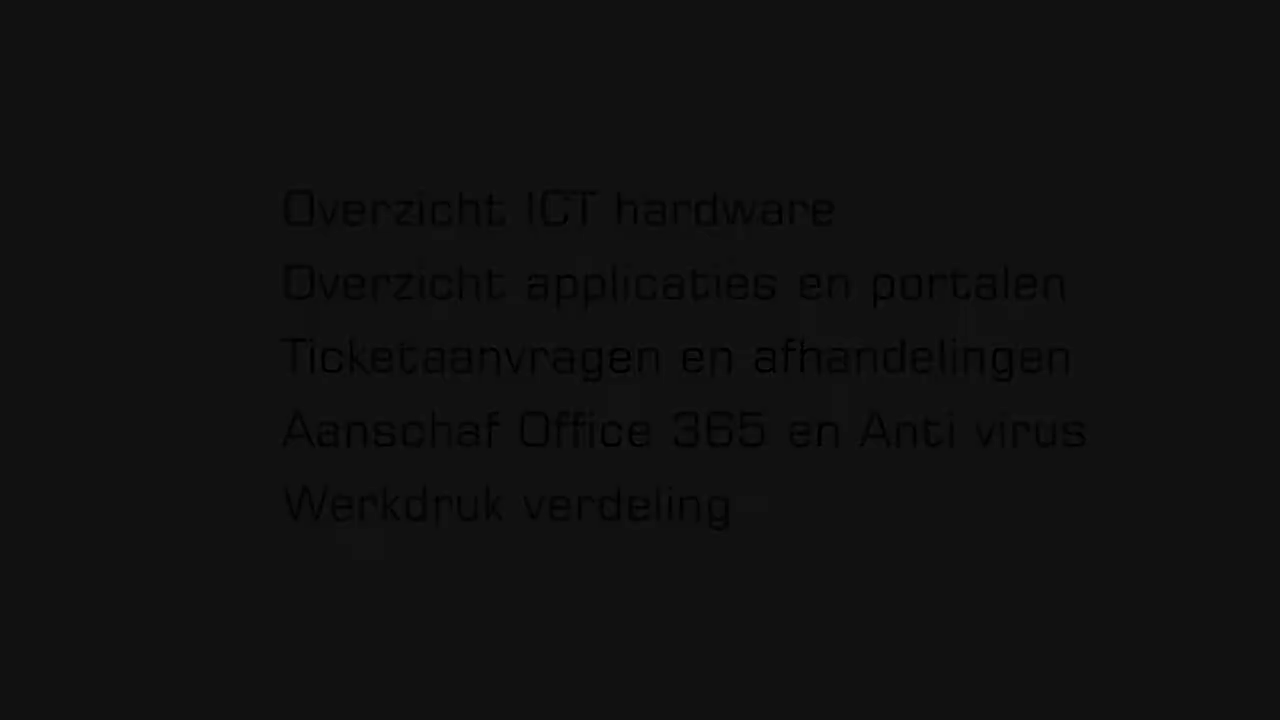 Overzicht ICT hardware
Overzicht applicaties en portalen
Ticketaanvragen en afhandelingen
Aanschaf Office 365 en Anti virus
Werkdruk verdeling